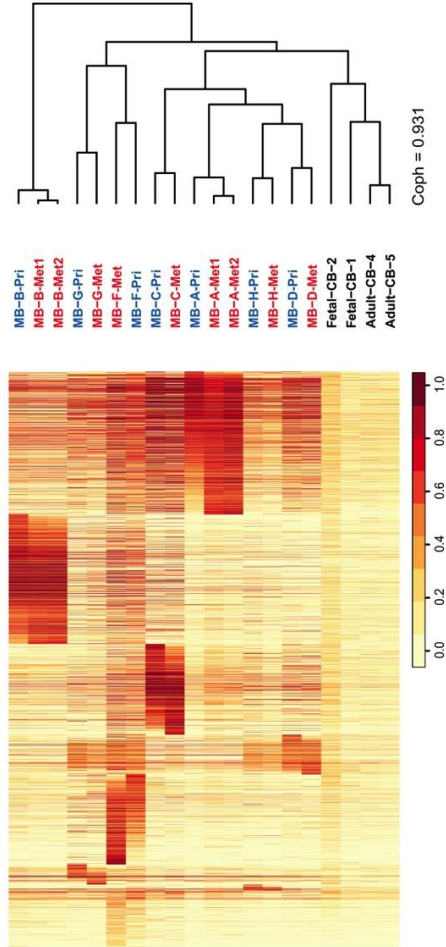 MB–B–Pri
MB–B–Met1
MB–B–Met2
MB–G–Pri
MB–G–Met
MB–F–Met
MB–F–Pri
MB–C–Pri
MB–C–Met
MB–A–Pri
MB–A–Met1
MB–A–Met2
MB–H–Pri
MB–H–Met
MB–D–Pri
MB–D–Met
Fetal–CB–2
Fetal–CB–1
Adult–CB–4
Adult–CB–5
Coph = 0.931
0.0 0.2 0.4 0.6 0.8 1.0